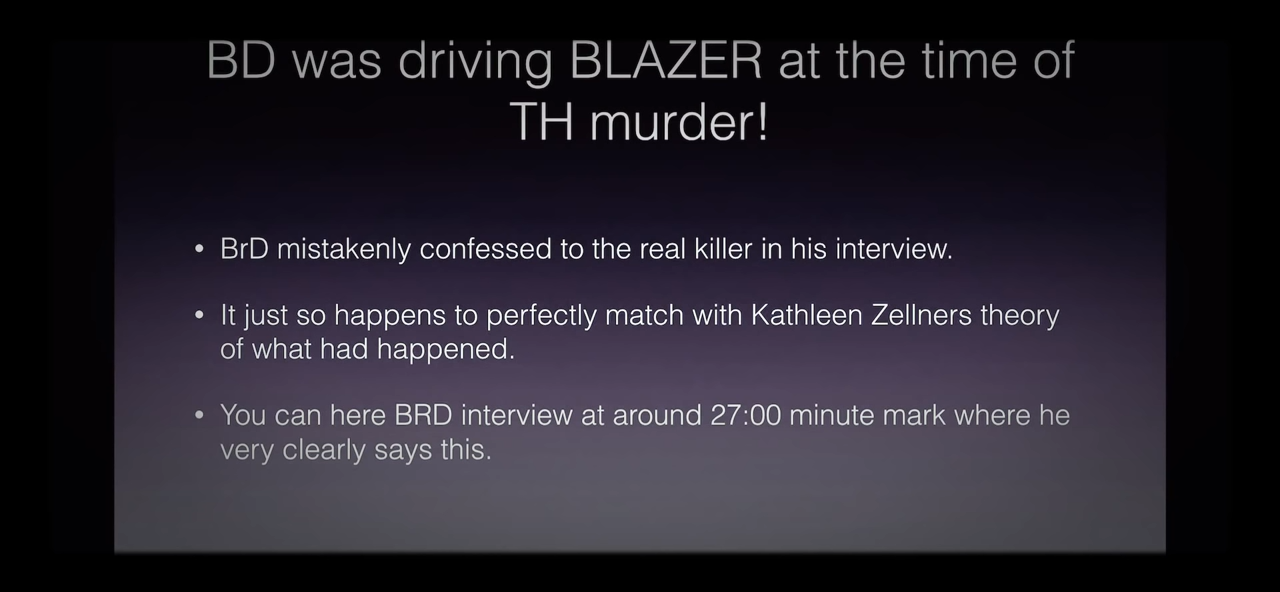 BD was driving BLAZER at the time of
TH murder!
• BrD mistakenly confessed to the real killer in his interview.
• It just so happens to perfectly match with Kathleen Zellners theory
of what had happened.
• You can here BRD interview at around 27:00 minute mark where he
very clearly says this.